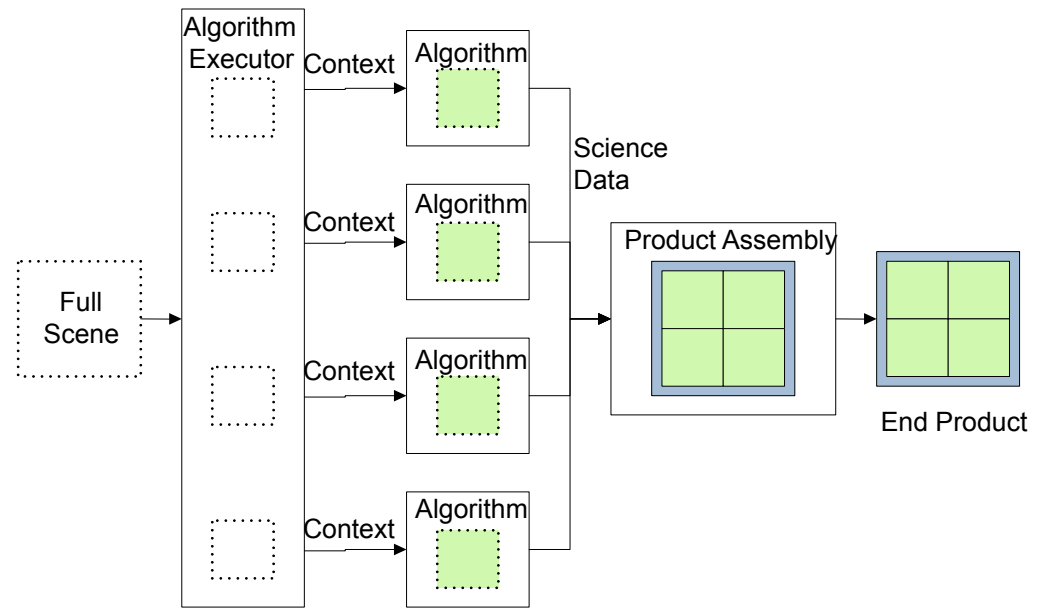 Algorithm
Executor
Context
Algorithm
Science
Data
Context
Algorithm
Product Assembly
Full
Scene
Context
Algorithm
End Product
Context
Algorithm